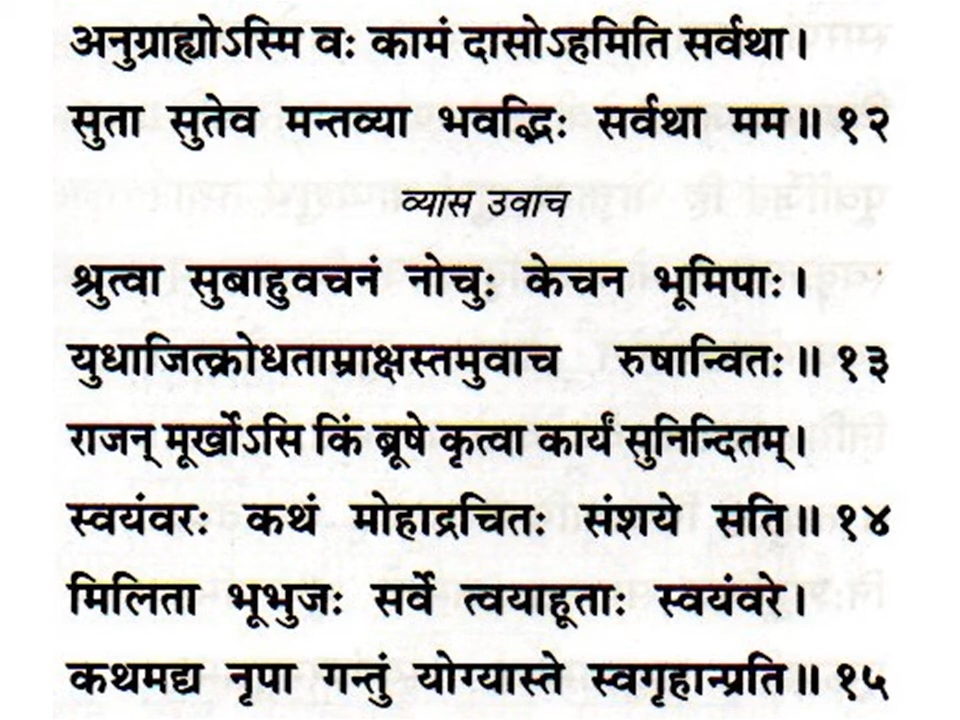 अनुग्राह्योऽस्मि वः कामं दासोऽहमिति सर्वथा।
सुता सुतेव मन्तव्या भवद्भिः सर्वथा मम॥ १२
व्यास उवाच
श्रुत्वा सुबाहुवचनं नोचुः केचन भूमिपाः।
युधाजित्क्रोधताम्राक्षस्तमुवाच रुषान्वितः॥ १३
राजन् मूर्खोऽसि किं ब्रूषे कृत्वा कार्यं सुनिन्दितम्।
स्वयंवरः कथं मोहाद्रचितः संशये सति॥ १४
मिलिता भूभुजः सर्वे त्वयाहूताः स्वयंवरे।
कथमद्य नृपा गन्तुं योग्यास्ते स्वगृहान्प्रति॥ १५